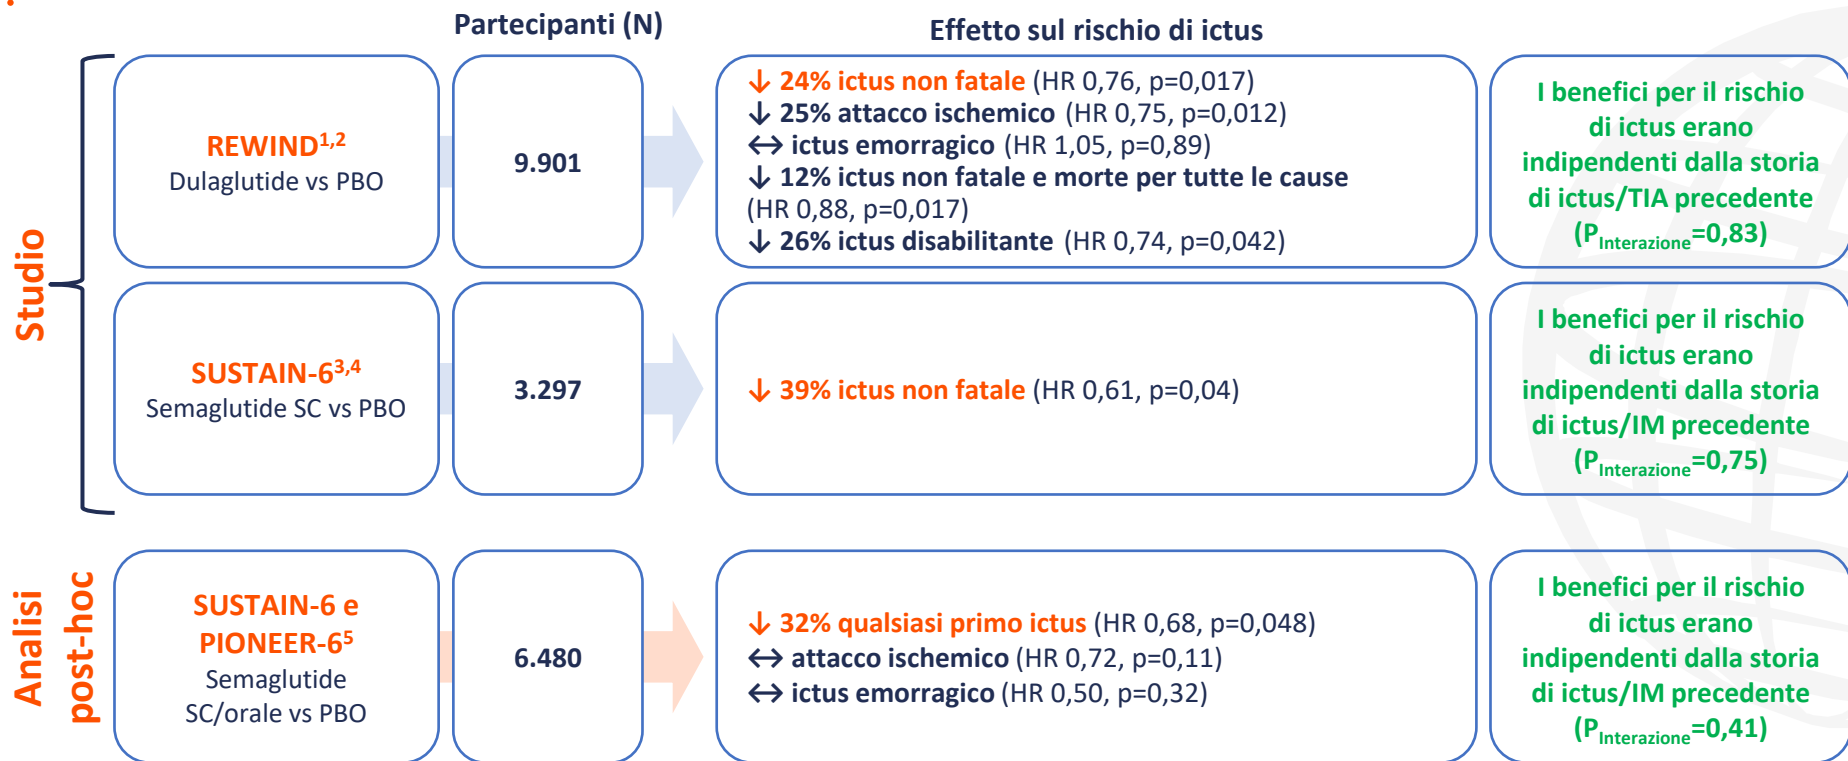 Partecipanti (N)
Effetto sul rischio di ictus
Studio
REWIND1,2
Dulaglutide vs PBO
9.901
↓ 24% ictus non fatale (HR 0,76, p=0,017)
↓ 25% attacco ischemico (HR 0,75, p=0,012)
↔ ictus emorragico (HR 1,05, p=0,89)
↓ 12% ictus non fatale e morte per tutte le cause
(HR 0,88, p=0,017)
↓ 26% ictus disabilitante (HR 0,74, p=0,042)
I benefici per il rischio
di ictus erano
indipendenti dalla storia
di ictus/TIA precedente
(PInterazione=0,83)
SUSTAIN-63,4
Semaglutide SC vs PBO
3.297
↓ 39% ictus non fatale (HR 0,61, p=0,04)
I benefici per il rischio
di ictus erano
indipendenti dalla storia
di ictus/IM precedente
(PInterazione=0,75)
Analisi
post-hoc
SUSTAIN-6 e
PIONEER-65
Semaglutide
SC/orale vs PBO
6.480
↓ 32% qualsiasi primo ictus (HR 0,68, p=0,048)
↔ attacco ischemico (HR 0,72, p=0,11)
↔ ictus emorragico (HR 0,50, p=0,32)
I benefici per il rischio
di ictus erano
indipendenti dalla storia
di ictus/IM precedente
(PInterazione=0,41)